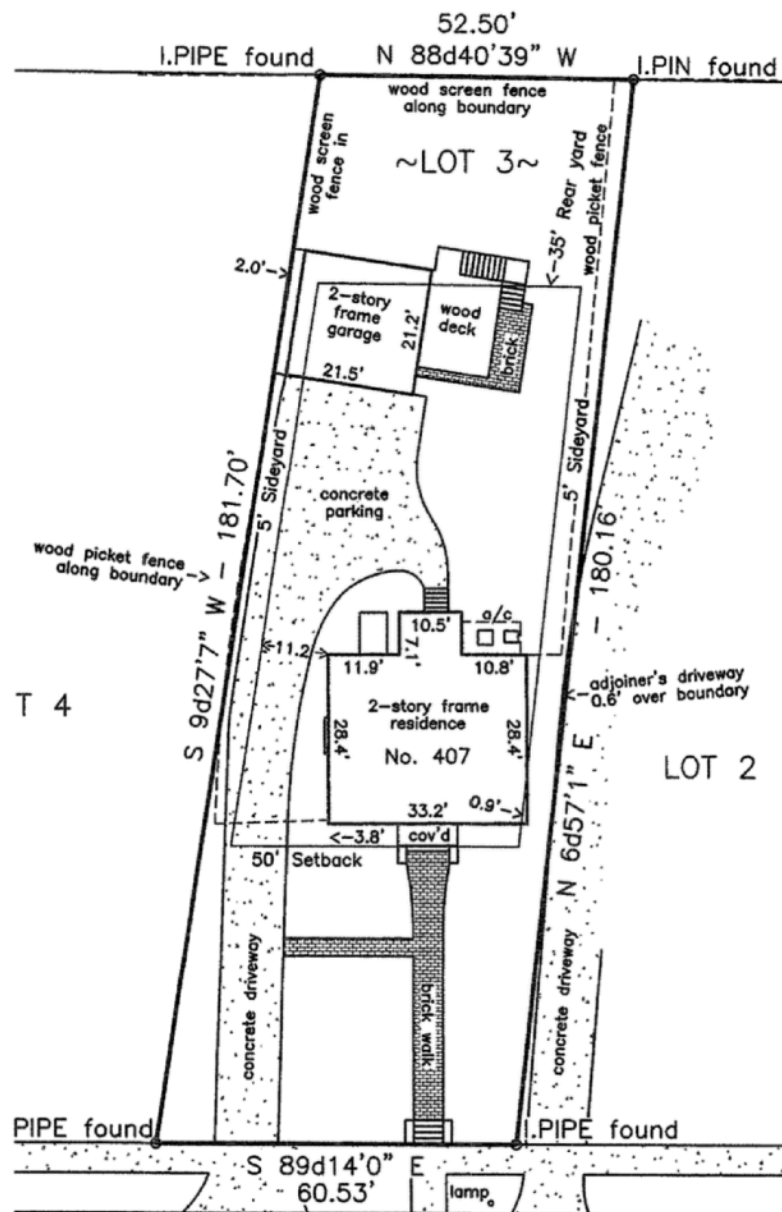 52.50'
N 88d40'39" W
I.PIPE found
I.PIN found
wood screen fence
along boundary
~LOT 3~
wood screen
fence in
<-35' Rear yard
wood picket fence
2.0'->
2-story
frame
garage
21.2'
21.5'
wood
deck
brick
5' Sideyard
5' Sideyard
concrete
parking
S 9d27'7" W - 181.70'
N 6d57'1" E - 180.16'
wood picket fence
along boundary ->
a/c
10.5'
7.1'
<-11.2
11.9'
10.8'
2-story frame
residence
No. 407
28.4'
28.4'
<-adjoiner's driveway
0.6' over boundary
T 4
LOT 2
33.2'
0.9'->
<-3.8'
cov'd
50' Setback
concrete driveway
brick walk
concrete driveway
PIPE found
I.PIPE found
S 89d14'0" E
60.53'
lamp